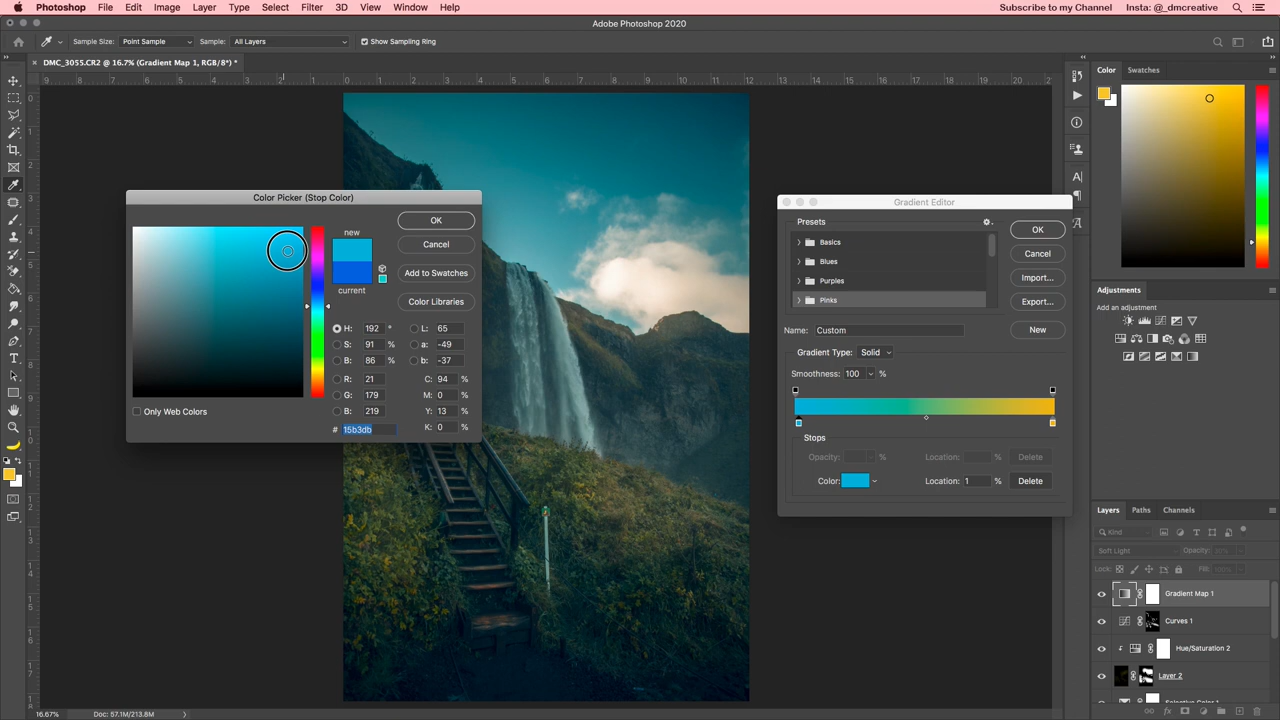 Photoshop File Edit Image Layer Type Select Filter 3D View Window Help Subscribe to my Channel Insta: @_dmcreative
Adobe Photoshop 2020
Sample Size: Point Sample Sample: All Layers Show Sampling Ring
DMC_3055.CR2 @ 16.7% (Gradient Map 1, RGB/8*) *
Color Swatches
Color Picker (Stop Color)
new
current
OK
Cancel
Add to Swatches
Color Libraries
H: 192 ° L: 65
S: 91 % a: -49
B: 86 % b: -37
R: 21 C: 94 %
G: 179 M: 0 %
B: 219 Y: 13 %
# 15b3db K: 0 %
Only Web Colors
Gradient Editor
Presets
Basics
Blues
Purples
Pinks
OK
Cancel
Import...
Export...
New
Name: Custom
Gradient Type: Solid
Smoothness: 100 %
Stops
Opacity: % Location: % Delete
Color: Location: 1 % Delete
Adjustments
Add an adjustment
Layers Paths Channels
Kind
Soft Light Opacity:
Lock: Fill:
Gradient Map 1
Curves 1
Hue/Saturation 2
Layer 2
Selective Color 1
16.67% Doc: 57.1M/213.8M